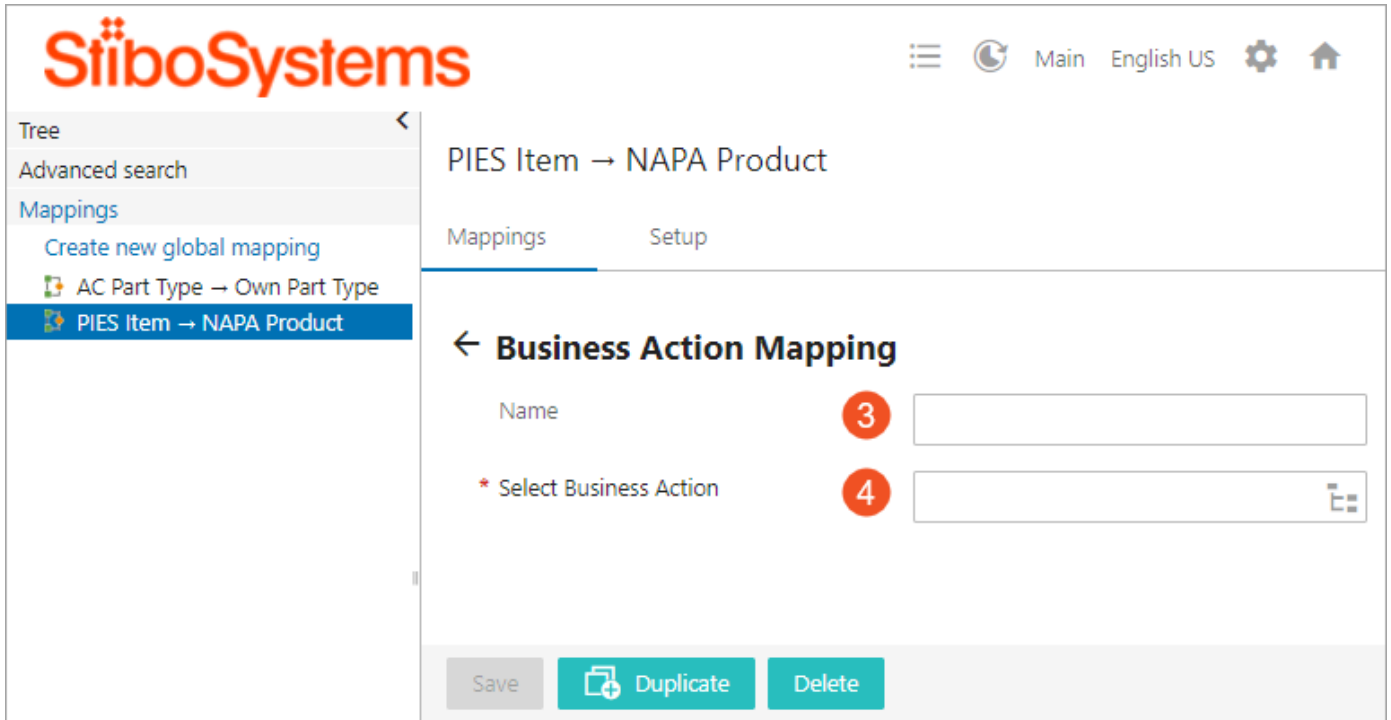 StiboSystems
Main English US
Tree
Advanced search
Mappings
Create new global mapping
AC Part Type → Own Part Type
PIES Item → NAPA Product
PIES Item → NAPA Product
Mappings Setup
← Business Action Mapping
Name 3
* Select Business Action 4
Save Duplicate Delete